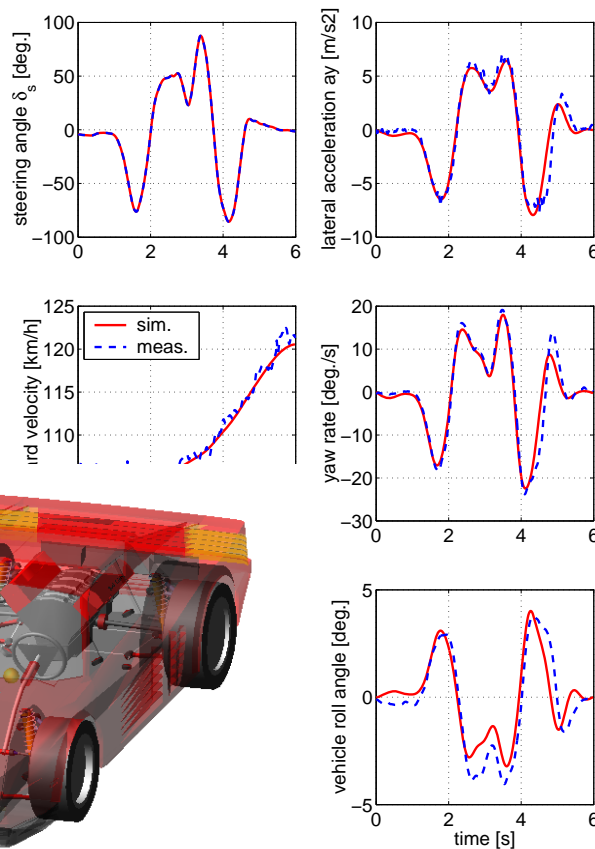 steering angle δs [deg.]
100
50
0
−50
−100
0 2 4 6
lateral acceleration ay [m/s2]
10
5
0
−5
−10
0 2 4 6
rd velocity [km/h]
125
120
115
110
sim.
meas.
yaw rate [deg./s]
20
10
0
−10
−20
−30
0 2 4 6
vehicle roll angle [deg.]
5
0
−5
0 2 4 6
time [s]